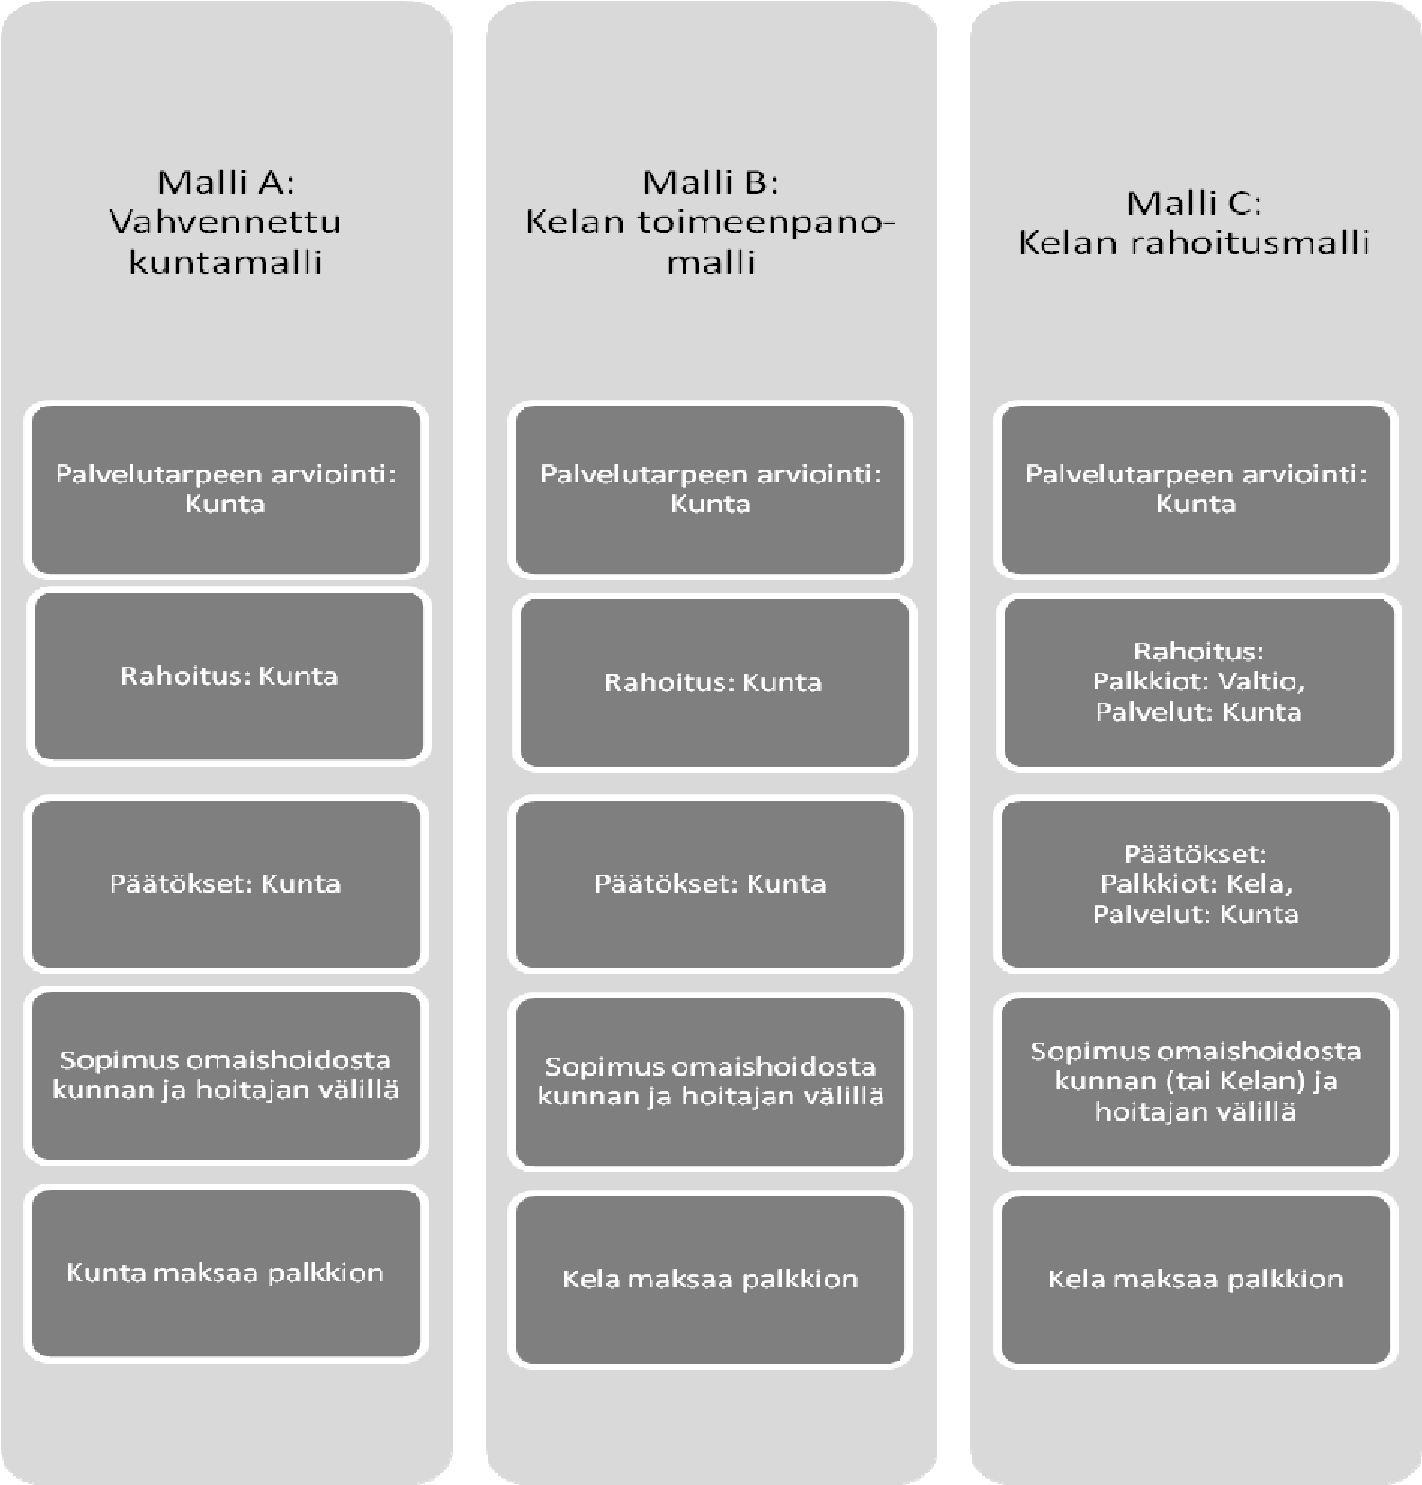 Malli A:
Vahvennettu
kuntamalli
Palvelutarpeen arviointi:
Kunta
Rahoitus: Kunta
Päätökset: Kunta
Sopimus omaishoidosta
kunnan ja hoitajan välillä
Kunta maksaa palkkion
Malli B:
Kelan toimeenpano-
malli
Palvelutarpeen arviointi:
Kunta
Rahoitus: Kunta
Päätökset: Kunta
Sopimus omaishoidosta
kunnan ja hoitajan välillä
Kela maksaa palkkion
Malli C:
Kelan rahoitusmalli
Palvelutarpeen arviointi:
Kunta
Rahoitus:
Palkkiot: Valtio,
Palvelut: Kunta
Päätökset:
Palkkiot: Kela,
Palvelut: Kunta
Sopimus omaishoidosta
kunnan (tai Kelan) ja
hoitajan välillä
Kela maksaa palkkion